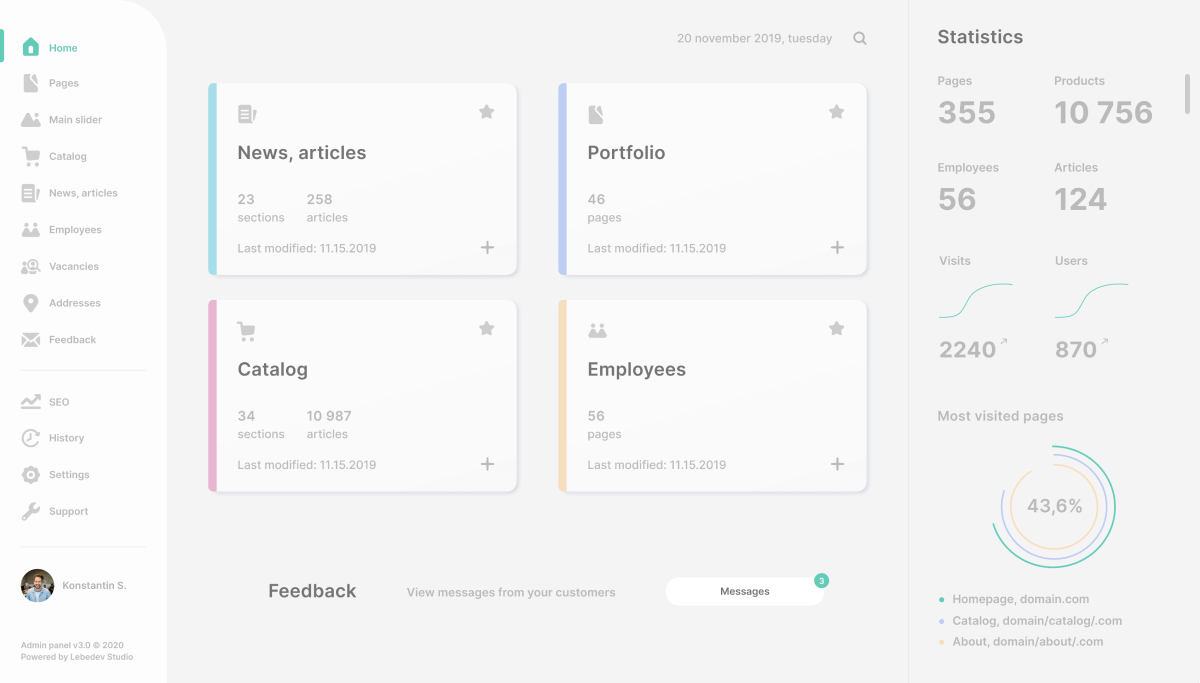 Home
Pages
Main slider
Catalog
News, articles
Employees
Vacancies
Addresses
Feedback
SEO
History
Settings
Support
Konstantin S.
Admin panel v3.0 © 2020
Powered by Lebedev Studio
20 november 2019, tuesday
News, articles
23 258
sections articles
Last modified: 11.15.2019
Portfolio
46
pages
Last modified: 11.15.2019
Catalog
34 10 987
sections articles
Last modified: 11.15.2019
Employees
56
pages
Last modified: 11.15.2019
Feedback
View messages from your customers
Messages
3
Statistics
Pages Products
355 10 756
Employees Articles
56 124
Visits Users
2240 870
Most visited pages
43,6%
Homepage, domain.com
Catalog, domain/catalog/.com
About, domain/about/.com